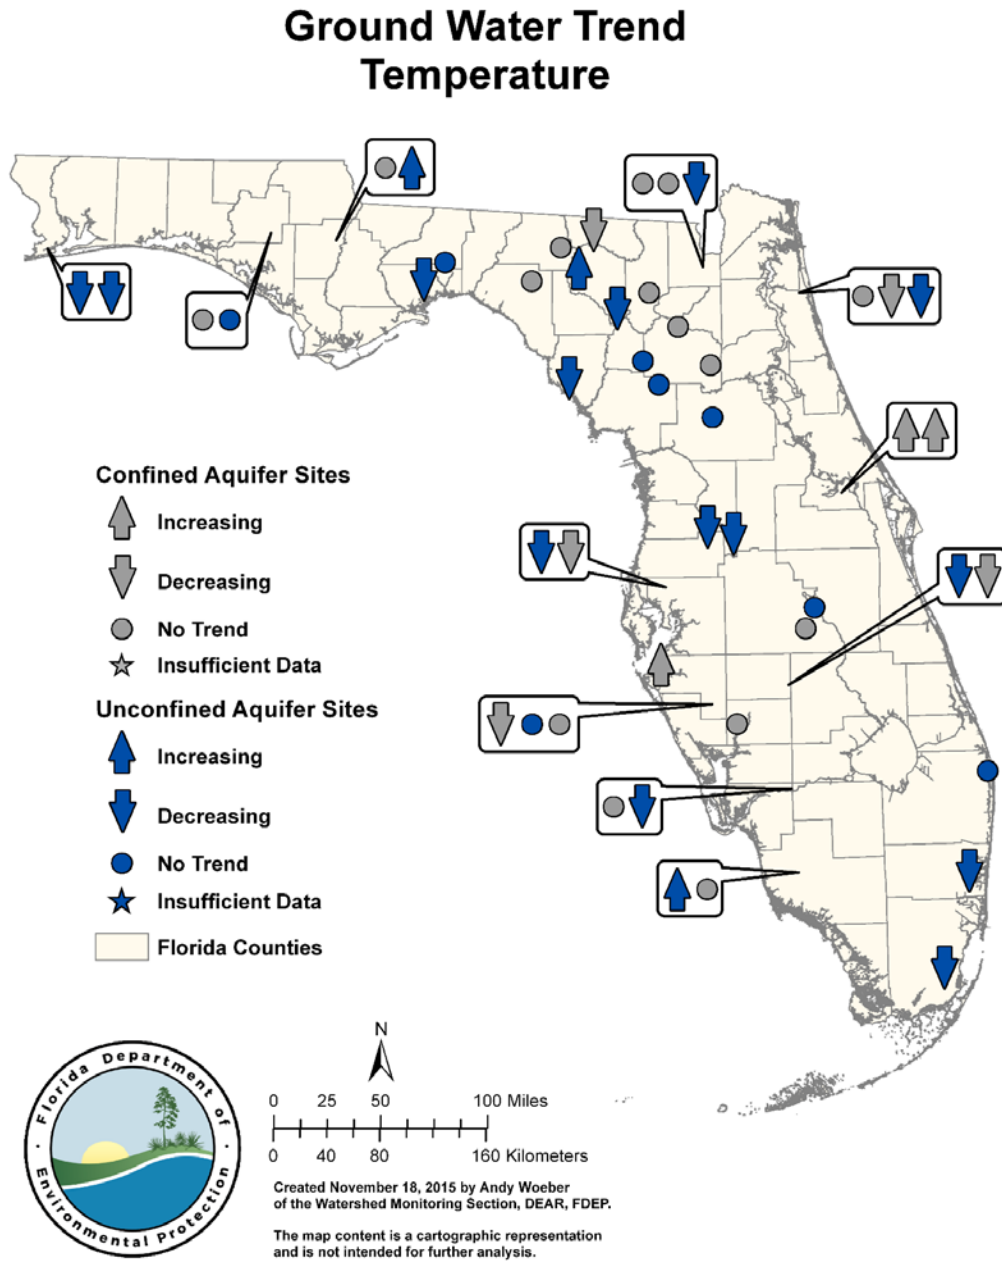 Ground Water Trend
Temperature
Confined Aquifer Sites
Increasing
Decreasing
No Trend
Insufficient Data
Unconfined Aquifer Sites
Increasing
Decreasing
No Trend
Insufficient Data
Florida Counties
Florida Department of
Environmental Protection
N
0 25 50 100 Miles
0 40 80 160 Kilometers
Created November 18, 2015 by Andy Woeber
of the Watershed Monitoring Section, DEAR, FDEP.
The map content is a cartographic representation
and is not intended for further analysis.